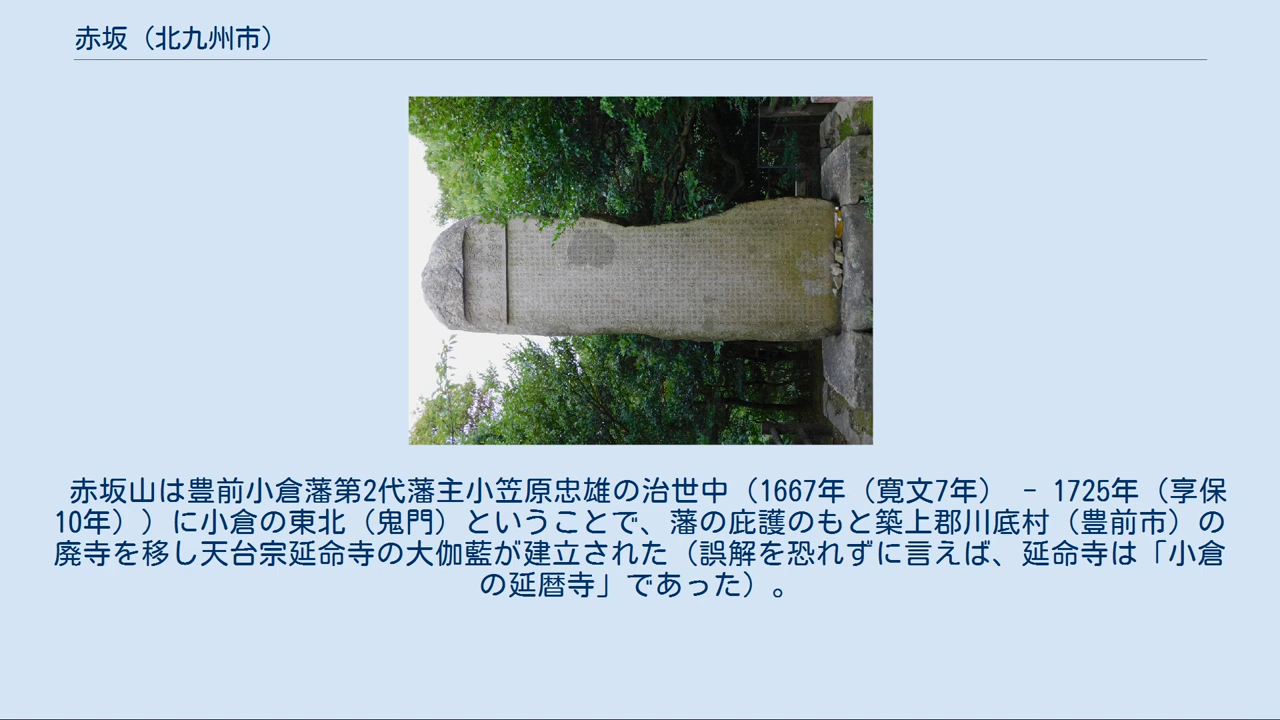 赤坂（北九州市）
赤坂山は豊前小倉藩第2代藩主小笠原忠雄の治世中（1667年（寛文7年） - 1725年（享保
10年））に小倉の東北（鬼門）ということで、藩の庇護のもと築上郡川底村（豊前市）の
廃寺を移し天台宗延命寺の大伽藍が建立された（誤解を恐れずに言えば、延命寺は「小倉
の延暦寺」であった）。